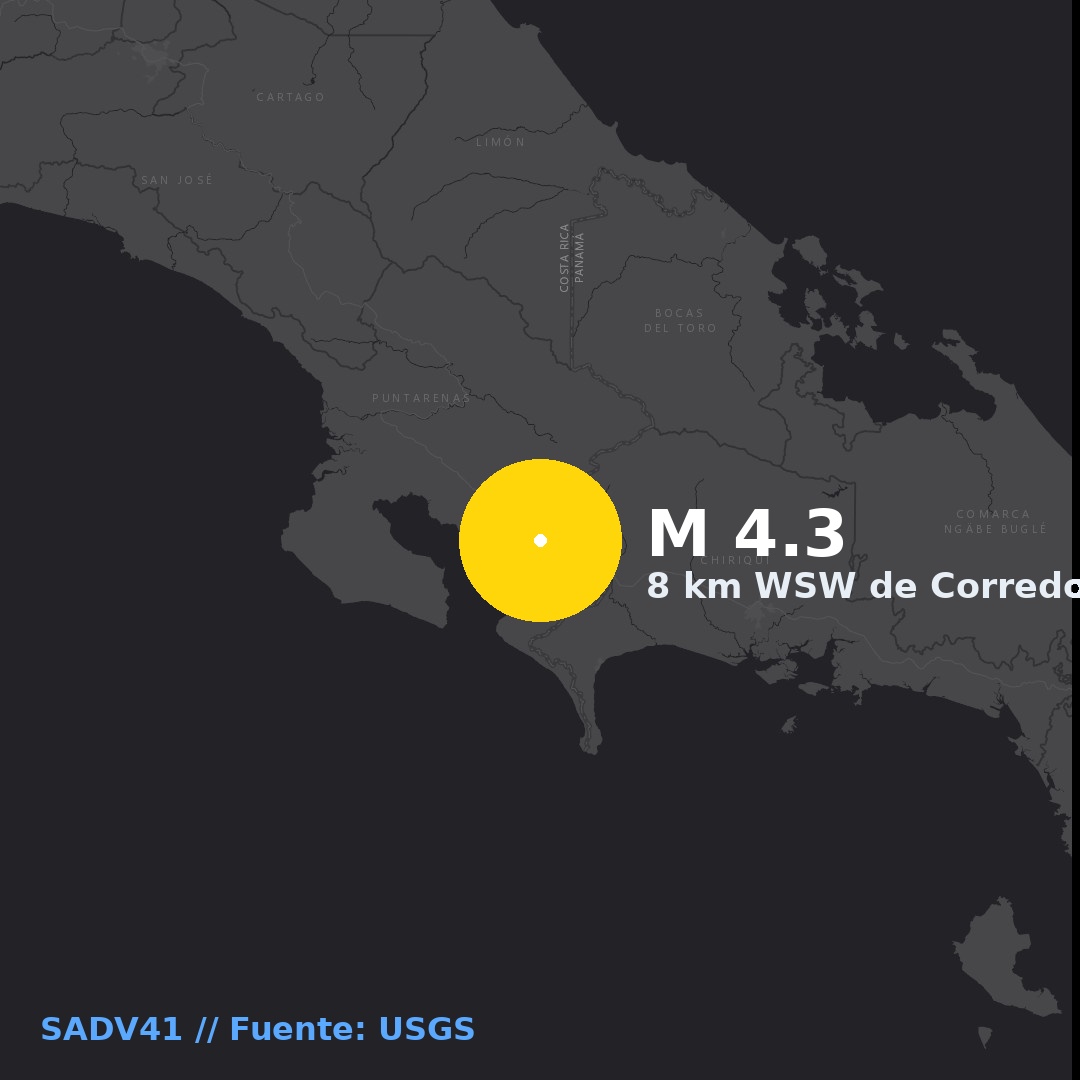 CARTAGO
LIMÓN
SAN JOSÉ
COSTA RICA
PANAMÁ
BOCAS
DEL TORO
PUNTARENAS
M 4.3
COMARCA
NGÄBE BUGLÉ
CHIRIQUÍ
8 km WSW de Corredo
SADV41 // Fuente: USGS